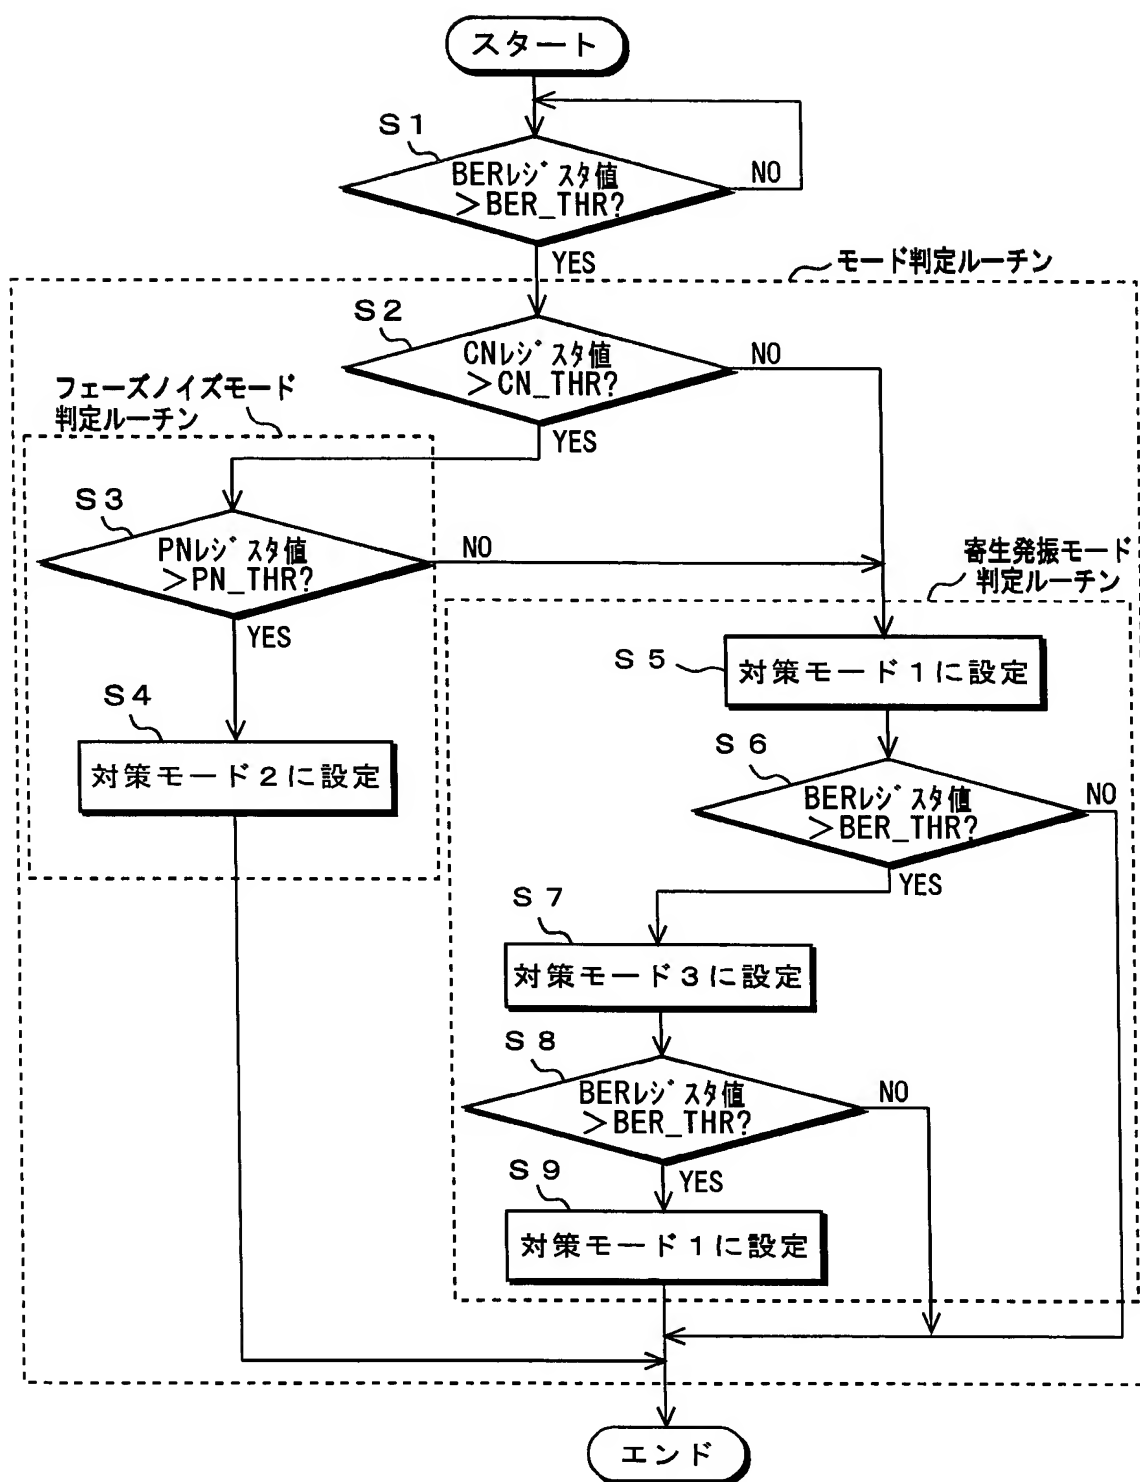 スタート
S1
BERレジスタ値
>BER_THR?
NO
YES
モード判定ルーチン
S2
CNレジスタ値
>CN_THR?
NO
YES
フェーズノイズモード
判定ルーチン
S3
PNレジスタ値
>PN_THR?
NO
YES
寄生発振モード
判定ルーチン
S4
対策モード2に設定
S5
対策モード1に設定
S6
BERレジスタ値
>BER_THR?
NO
YES
S7
対策モード3に設定
S8
BERレジスタ値
>BER_THR?
NO
YES
S9
対策モード1に設定
エンド